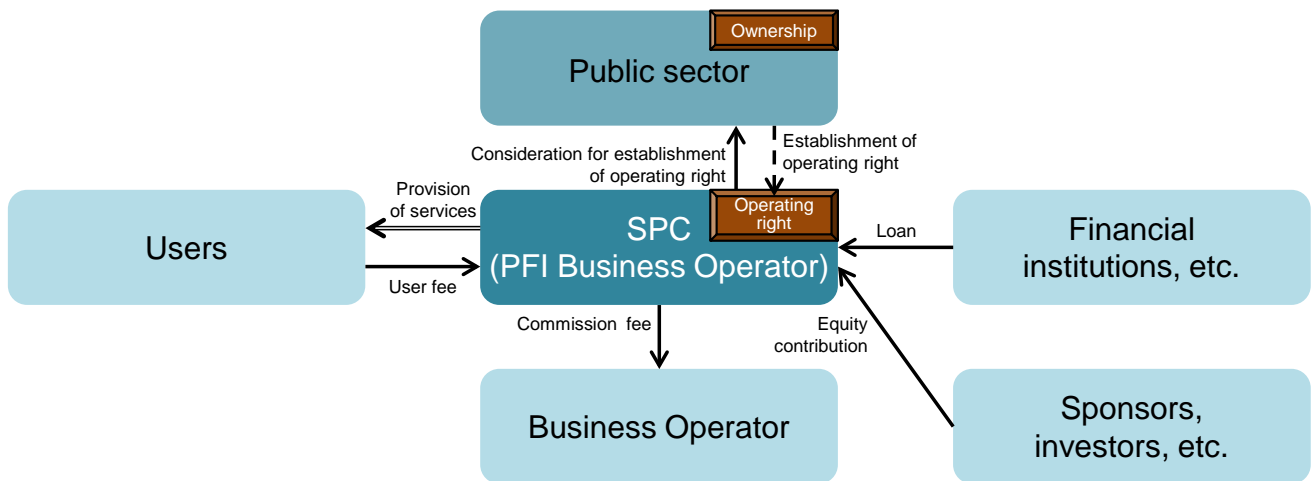 Ownership
Public sector
Consideration for establishment
of operating right
Establishment of
operating right
Provision
of services
Users
User fee
Operating
right
SPC
(PFI Business Operator)
Loan
Financial
institutions, etc.
Commission fee
Equity
contribution
Business Operator
Sponsors,
investors, etc.